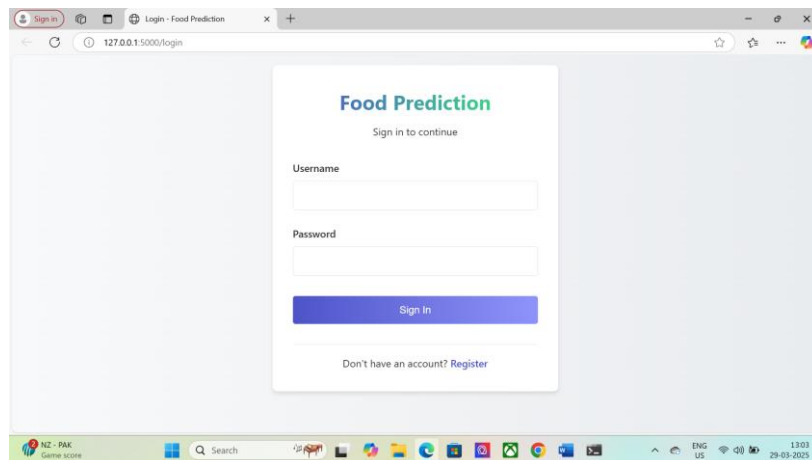 Sign in
Login - Food Prediction
127.0.0.1:5000/login
Food Prediction
Sign in to continue
Username
Password
Sign In
Don't have an account? Register
2
NZ - PAK
Game score
Search
ENG
US
13:03
29-03-2025